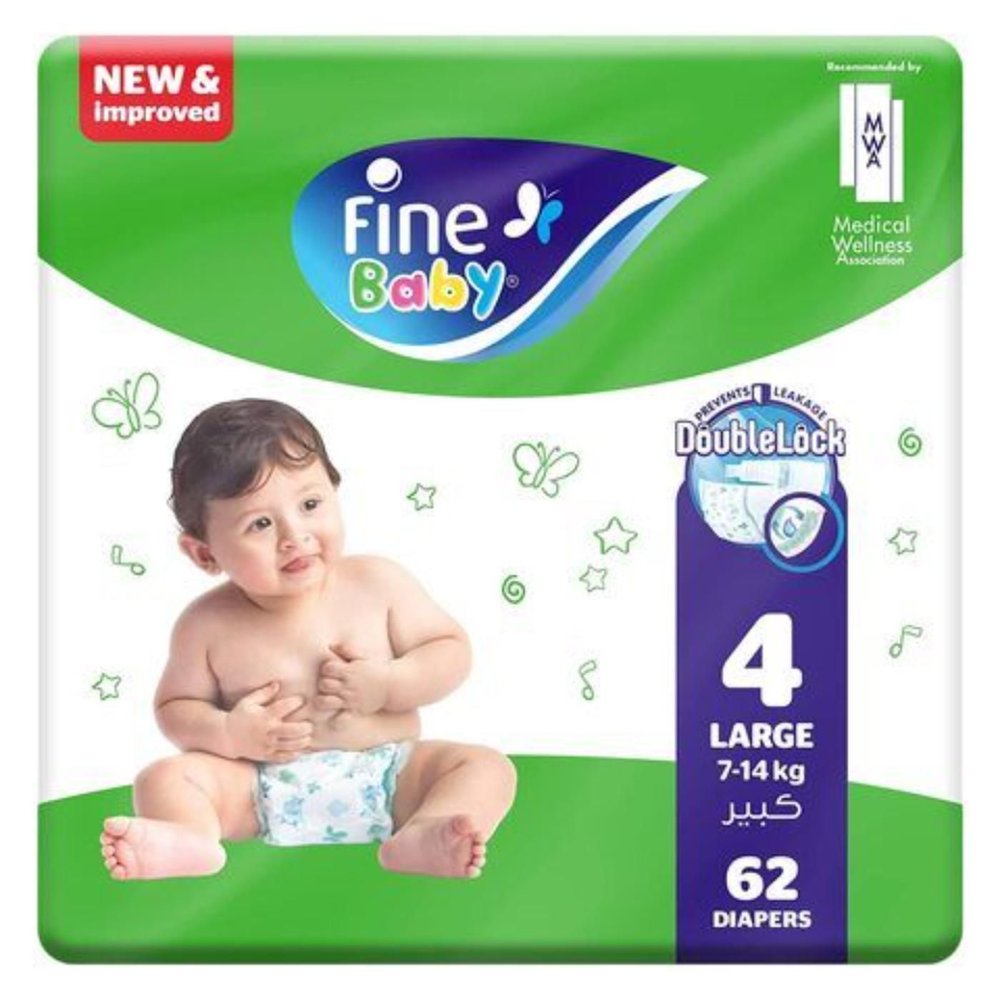 NEW &
improved
Recommended by
MWA
Medical
Wellness
Association
Fine
Baby®
PREVENTS LEAKAGE
DoubleLock
4
LARGE
7-14 kg
كبير
62
DIAPERS